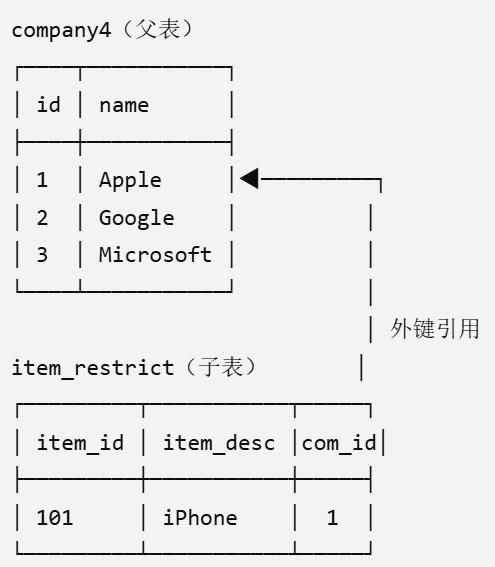 company4（父表）
id name
1 Apple
2 Google
3 Microsoft
外键引用
item_restrict（子表）
item_id item_desc com_id
101 iPhone 1